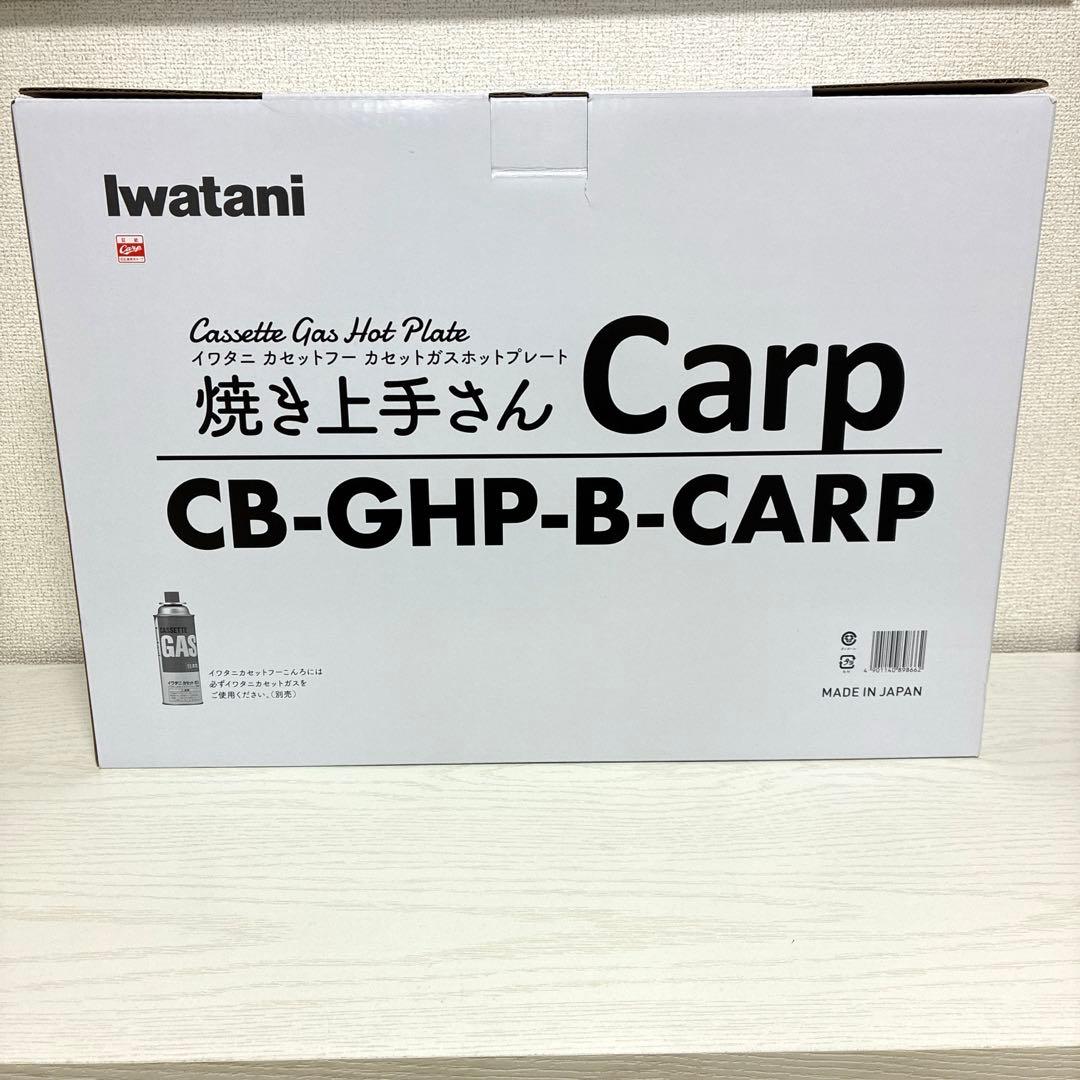 Iwatani
Carp
Cassette Gas Hot Plate
イワタニ カセットフー カセットガスホットプレート
焼き上手さん Carp
CB-GHP-B-CARP
CASSETTE
GAS
イワタニカセットフーこんろには
必ずイワタニカセットガスを
ご使用ください。(別売)
4 901140 898662
MADE IN JAPAN